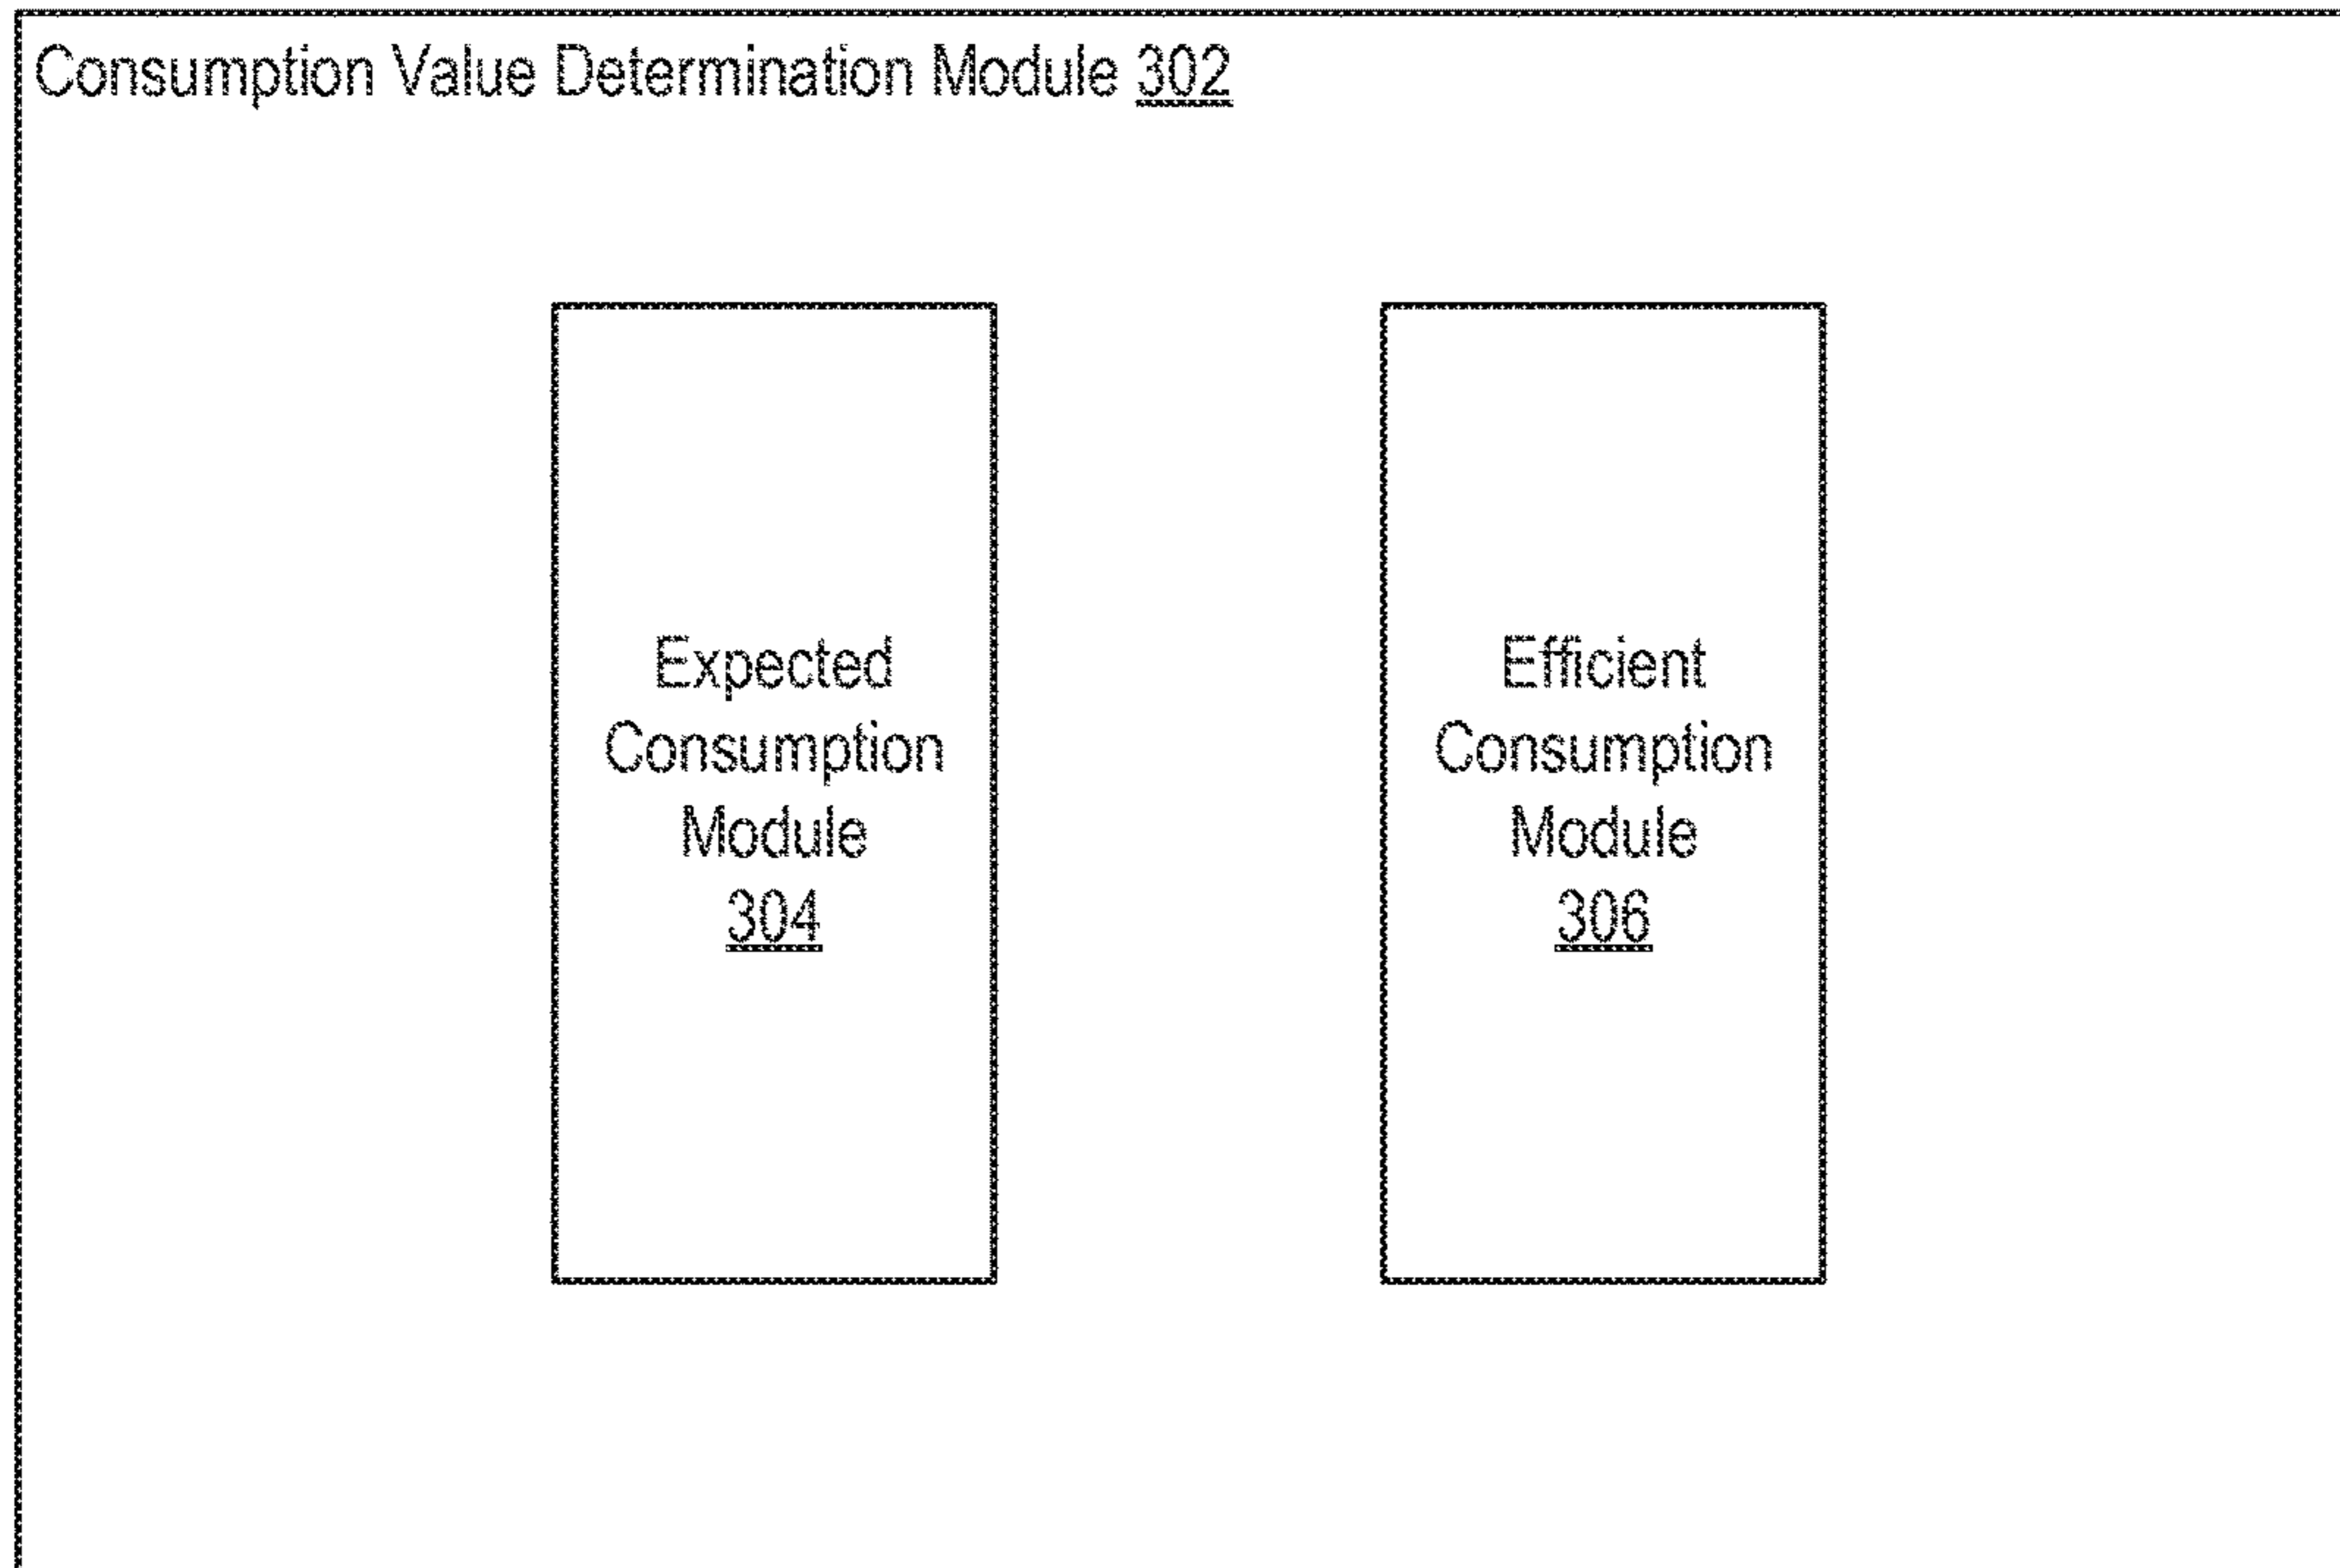 Consumption Value Determination Module 302
Expected
Consumption
Module
304
Efficient
Consumption
Module
306